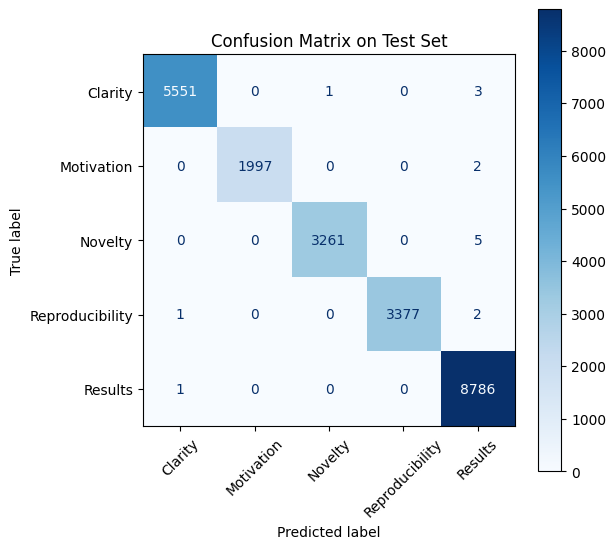 Confusion Matrix on Test Set
True label
Clarity 5551 0 1 0 3
Motivation 0 1997 0 0 2
Novelty 0 0 3261 0 5
Reproducibility 1 0 0 3377 2
Results 1 0 0 0 8786
Clarity Motivation Novelty Reproducibility Results
Predicted label
8000
7000
6000
5000
4000
3000
2000
1000
0